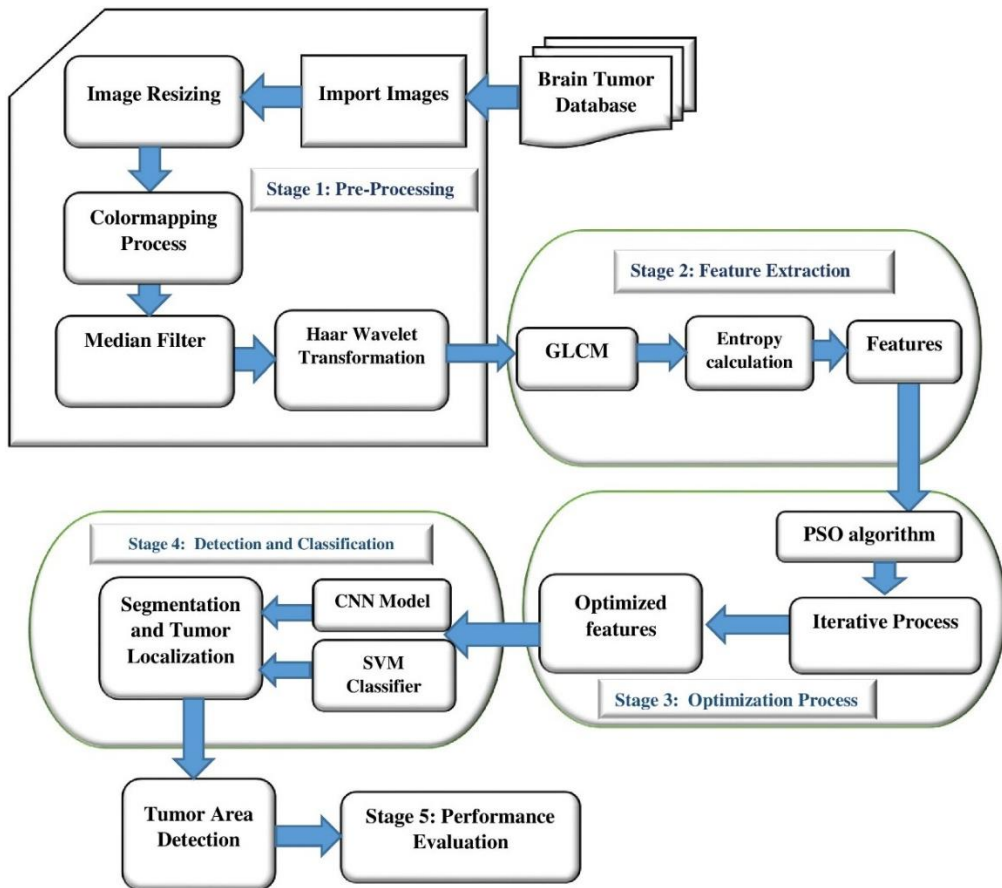 Image Resizing
Import Images
Brain Tumor
Database
Stage 1: Pre-Processing
Colormapping
Process
Median Filter
Haar Wavelet
Transformation
Stage 2: Feature Extraction
GLCM
Entropy
calculation
Features
PSO algorithm
Iterative Process
Optimized
features
Stage 3:  Optimization Process
Stage 4:  Detection and Classification
CNN Model
SVM
Classifier
Segmentation
and Tumor
Localization
Tumor Area
Detection
Stage 5: Performance
Evaluation